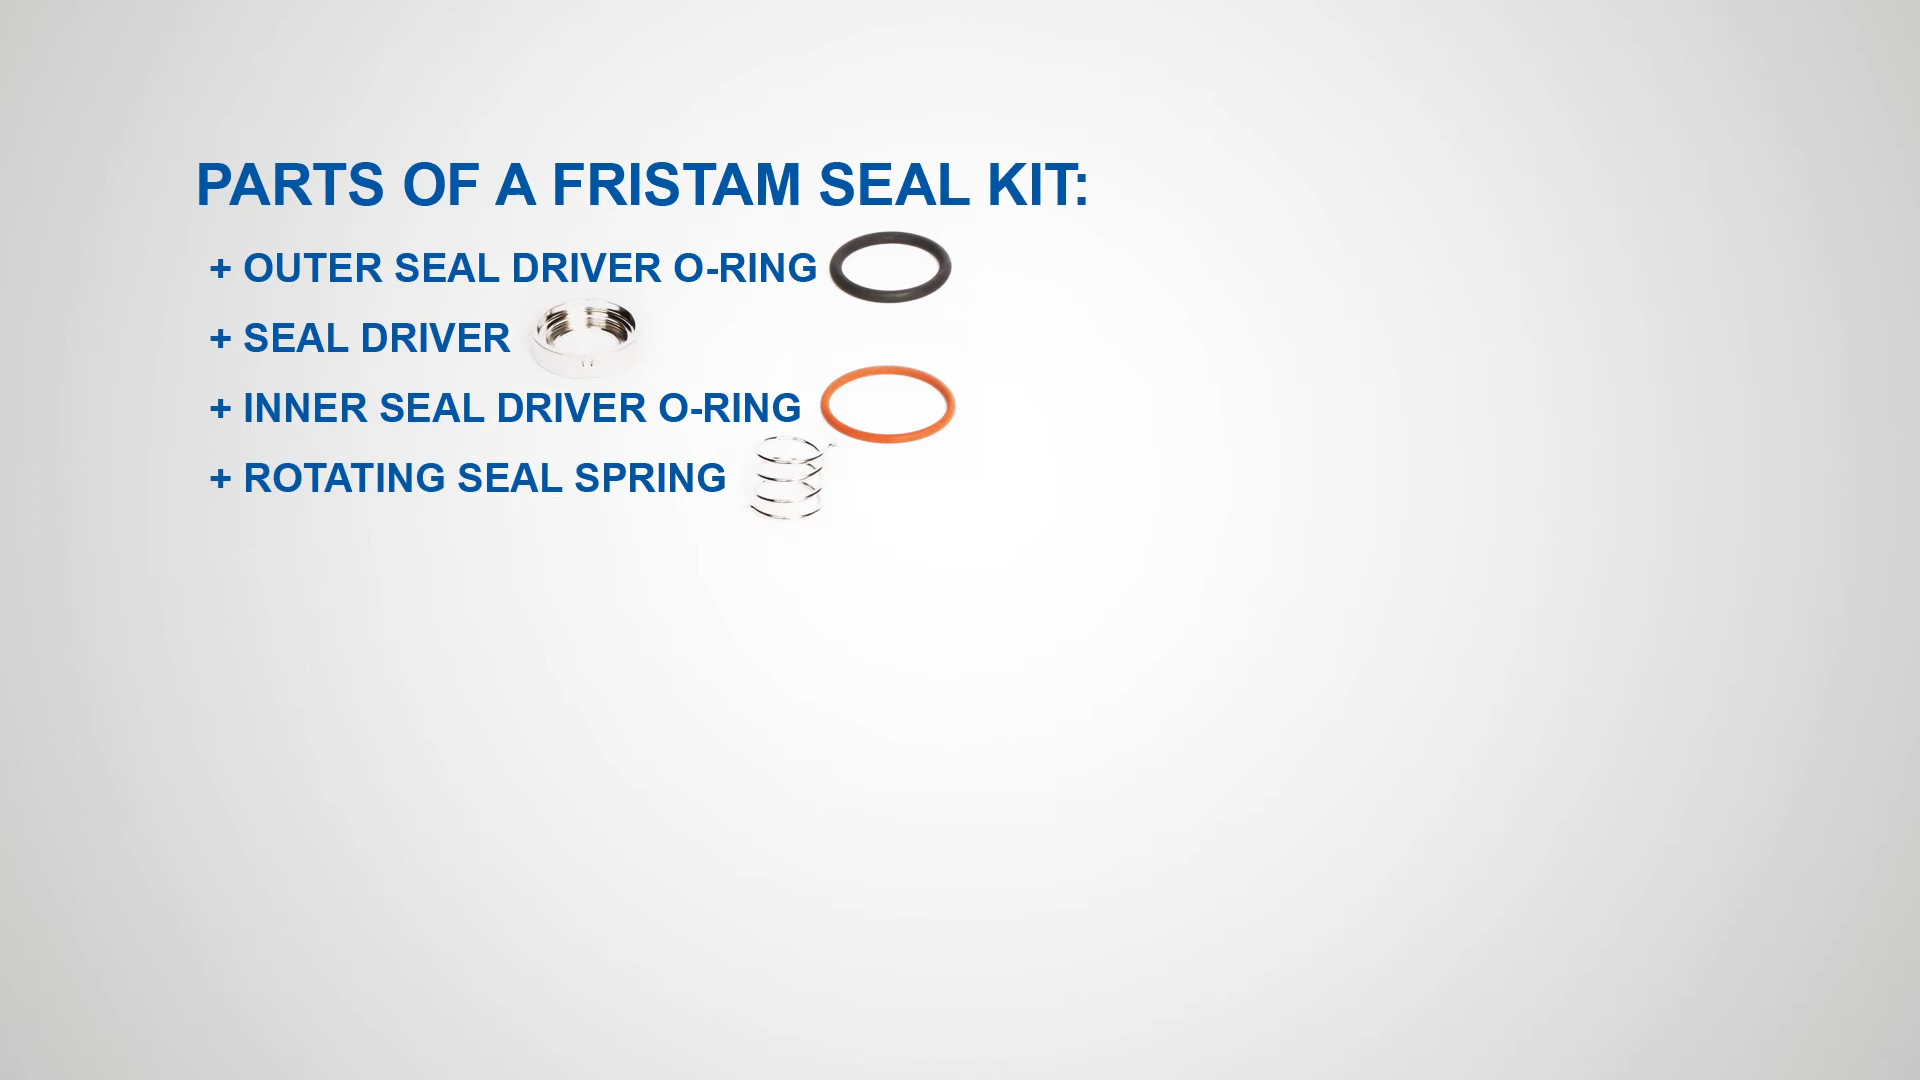 PARTS OF A FRISTAM SEAL KIT:
+ OUTER SEAL DRIVER O-RING
+ SEAL DRIVER
+ INNER SEAL DRIVER O-RING
+ ROTATING SEAL SPRING